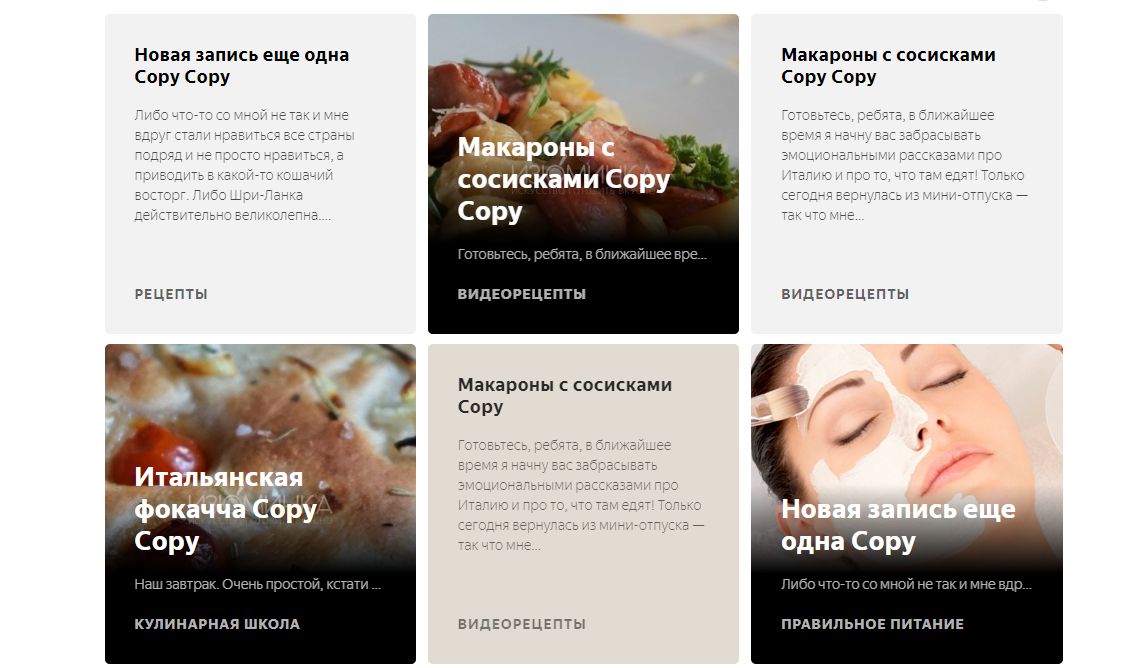 Новая запись еще одна
Copy Copy
Либо что-то со мной не так и мне
вдруг стали нравиться все страны
подряд и не просто нравиться, а
приводить в какой-то кошачий
восторг. Либо Шри-Ланка
действительно великолепна....
РЕЦЕПТЫ
Макароны с
сосисками Copy
Copy
ИЗЮМИНКА
Готовьтесь, ребята, в ближайшее вре...
ВИДЕОРЕЦЕПТЫ
Макароны с сосисками
Copy Copy
Готовьтесь, ребята, в ближайшее
время я начну вас забрасывать
эмоциональными рассказами про
Италию и про то, что там едят! Только
сегодня вернулась из мини-отпуска —
так что мне...
ВИДЕОРЕЦЕПТЫ
Итальянская
фокачча Copy
Copy
ИЗЮМИНКА
Наш завтрак. Очень простой, кстати ...
КУЛИНАРНАЯ ШКОЛА
Макароны с сосисками
Copy
Готовьтесь, ребята, в ближайшее
время я начну вас забрасывать
эмоциональными рассказами про
Италию и про то, что там едят! Только
сегодня вернулась из мини-отпуска —
так что мне...
ВИДЕОРЕЦЕПТЫ
Новая запись еще
одна Copy
Либо что-то со мной не так и мне вдр...
ПРАВИЛЬНОЕ ПИТАНИЕ